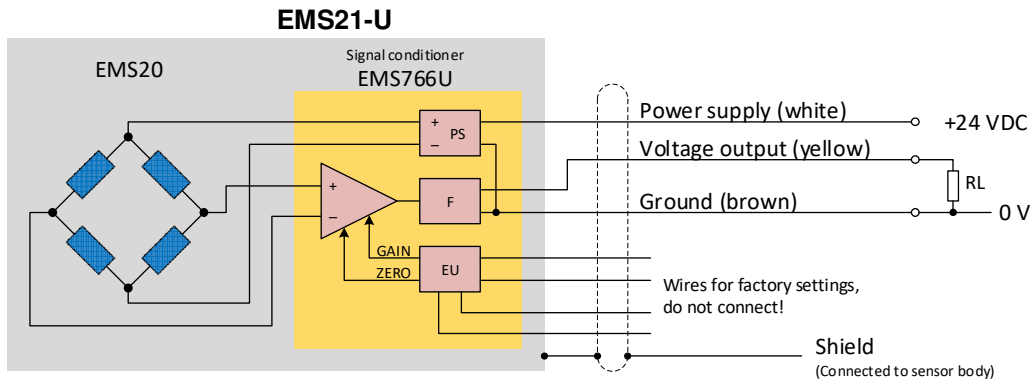 EMS21-U
EMS20
Signal conditioner
EMS766U
+
−
PS
Power supply (white)
+24 VDC
Voltage output (yellow)
+
−
F
RL
Ground (brown)
0 V
GAIN
ZERO
EU
Wires for factory settings,
do not connect!
Shield
(Connected to sensor body)